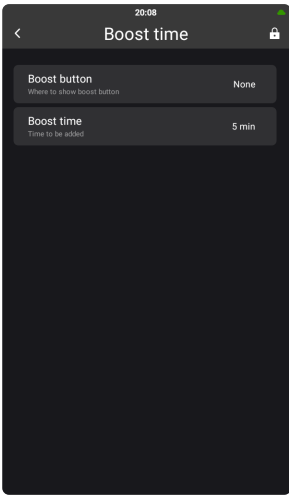 20:08
Boost time
Boost button
Where to show boost button
None
Boost time
Time to be added
5 min